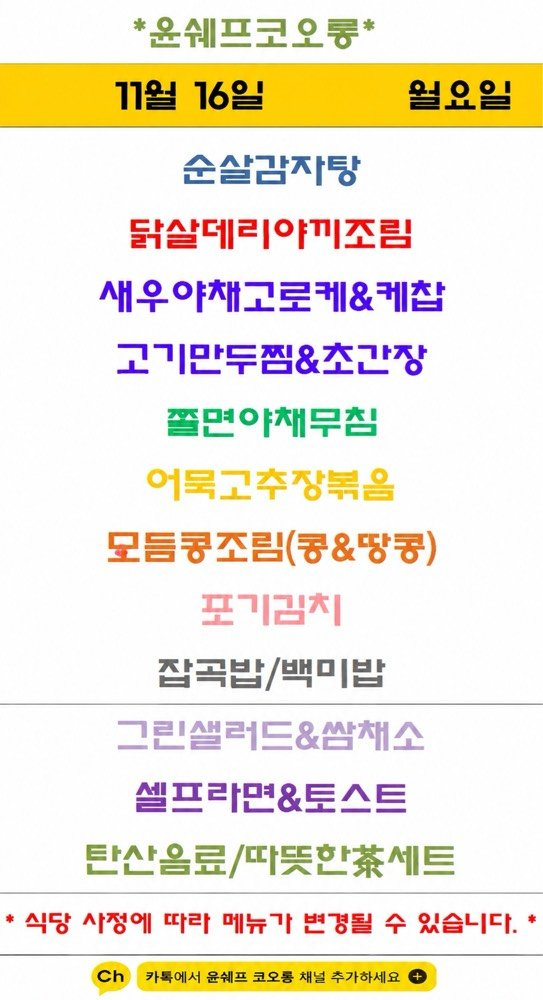 *윤쉐프코오롱*
11월 16일 월요일
순살감자탕
닭살데리야끼조림
새우야채고로케&케찹
고기만두찜&초간장
쫄면야채무침
어묵고추장볶음
모듬콩조림(콩&땅콩)
포기김치
잡곡밥/백미밥
그린샐러드&쌈채소
셀프라면&토스트
탄산음료/따뜻한茶세트
* 식당 사정에 따라 메뉴가 변경될 수 있습니다. *
Ch 카톡에서 윤쉐프 코오롱 채널 추가하세요 +